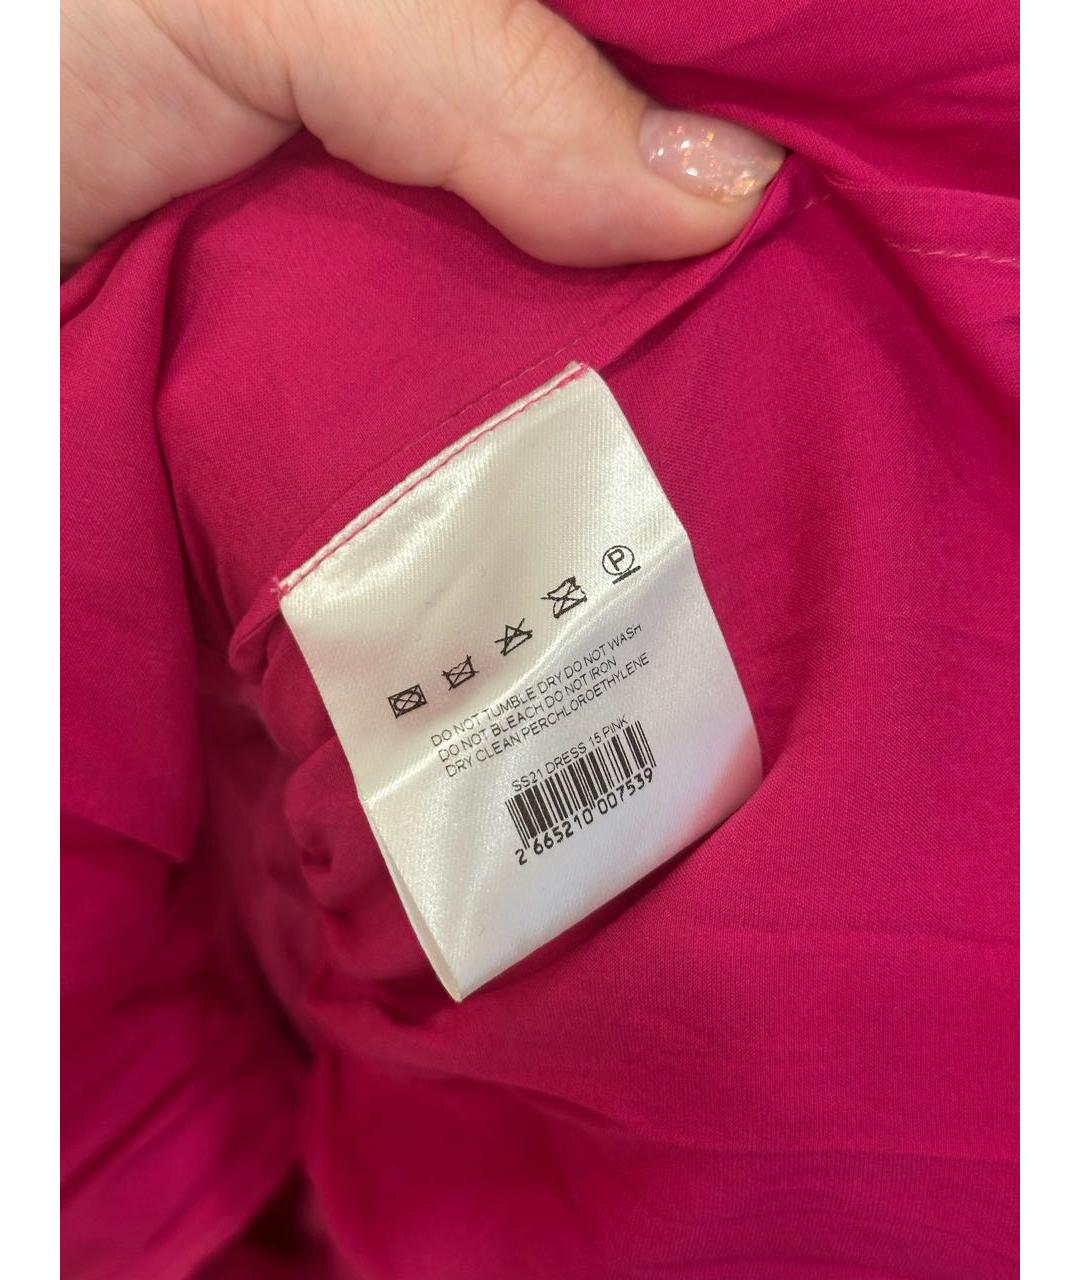 P
DO NOT TUMBLE DRY DO NOT WASH
DO NOT BLEACH DO NOT IRON
DRY CLEAN PERCHLOROETHYLENE
SS21 DRESS 15 PINK
2 665210 007539